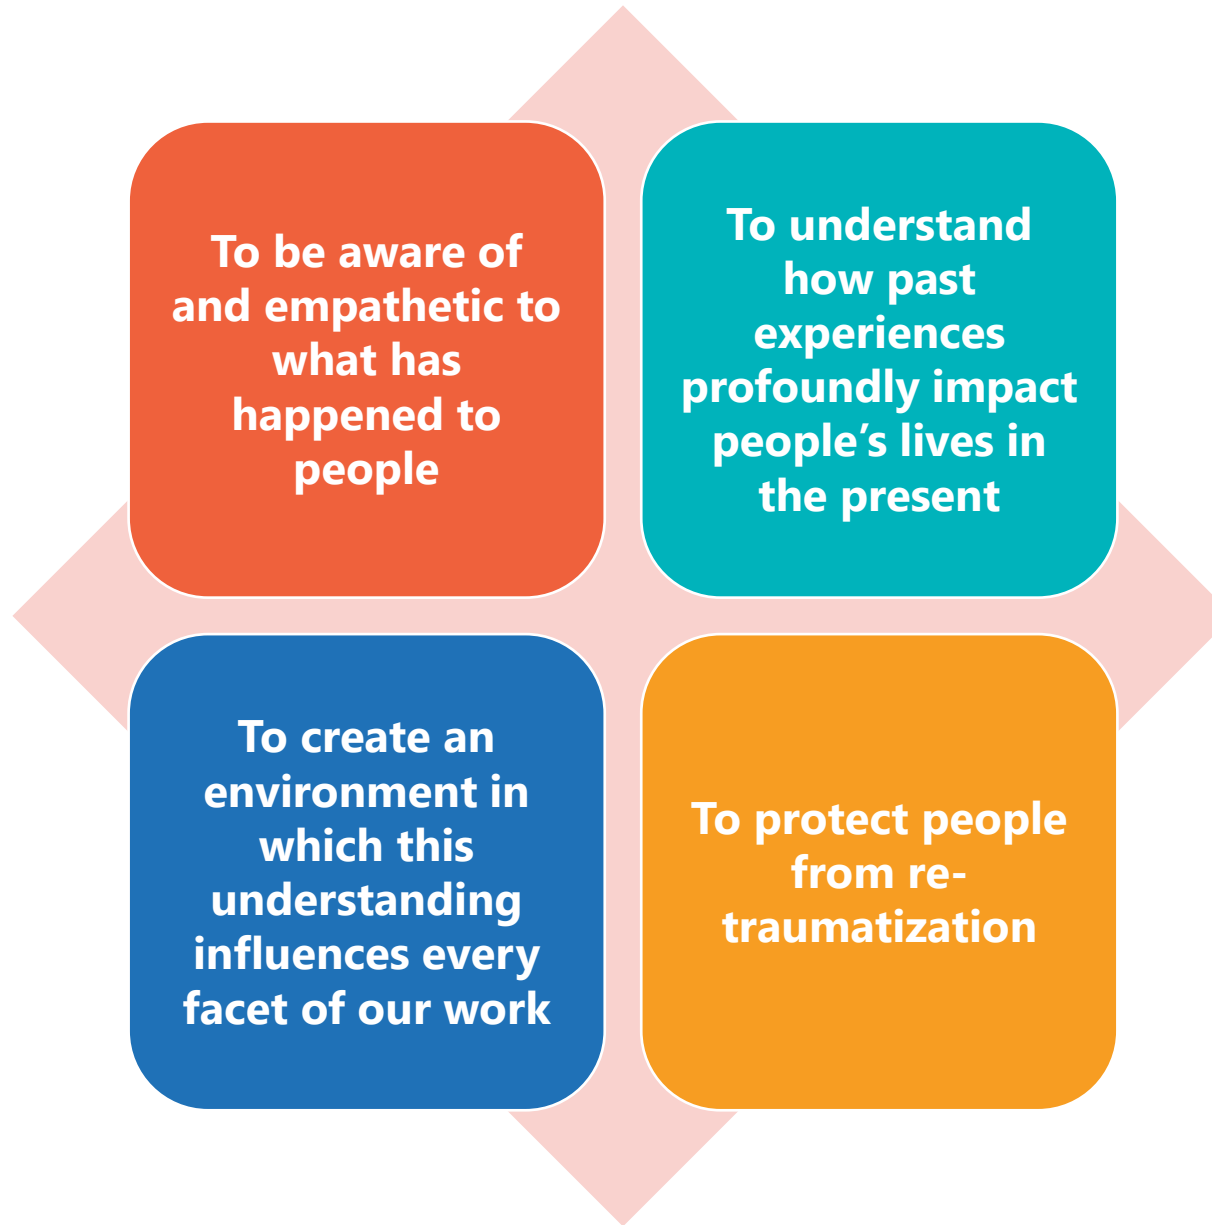 To be aware of
and empathetic to
what has
happened to
people
To understand
how past
experiences
profoundly impact
people’s lives in
the present
To create an
environment in
which this
understanding
influences every
facet of our work
To protect people
from re-
traumatization